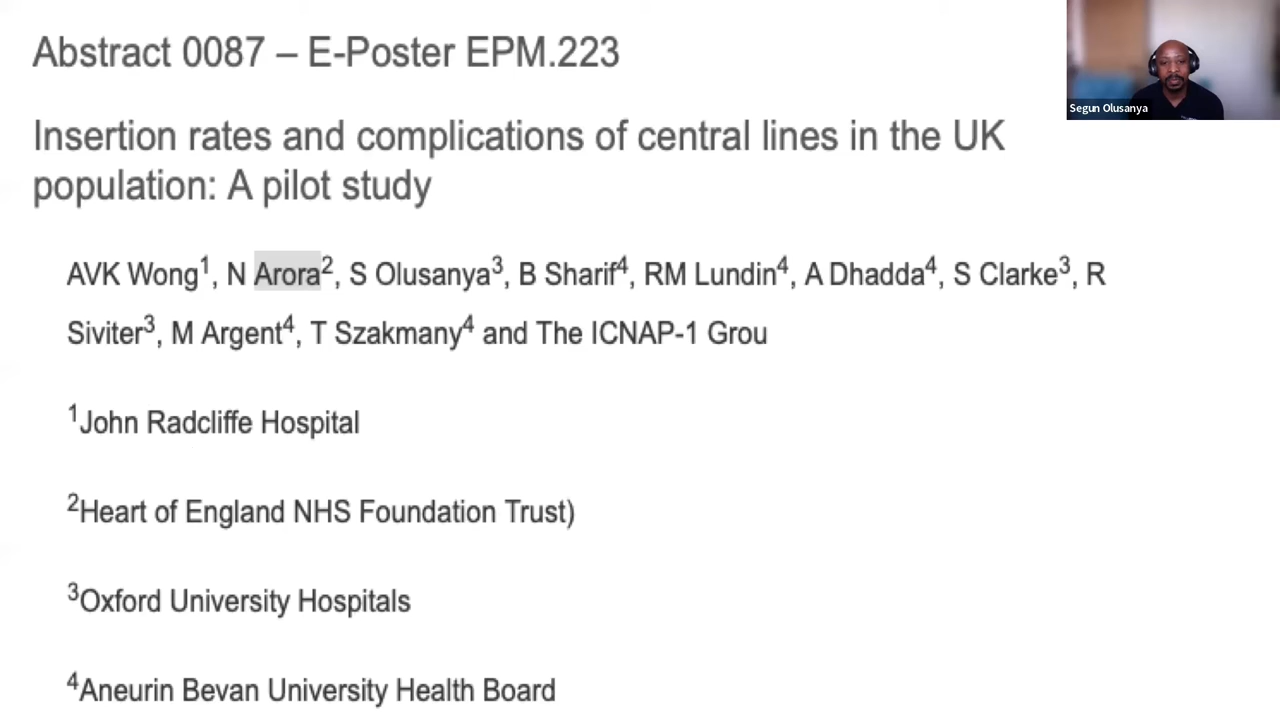 Abstract 0087 – E-Poster EPM.223
Segun Olusanya
Insertion rates and complications of central lines in the UK
population: A pilot study
AVK Wong1, N Arora2, S Olusanya3, B Sharif4, RM Lundin4, A Dhadda4, S Clarke3, R
Siviter3, M Argent4, T Szakmany4 and The ICNAP-1 Grou
1John Radcliffe Hospital
2Heart of England NHS Foundation Trust)
3Oxford University Hospitals
4Aneurin Bevan University Health Board